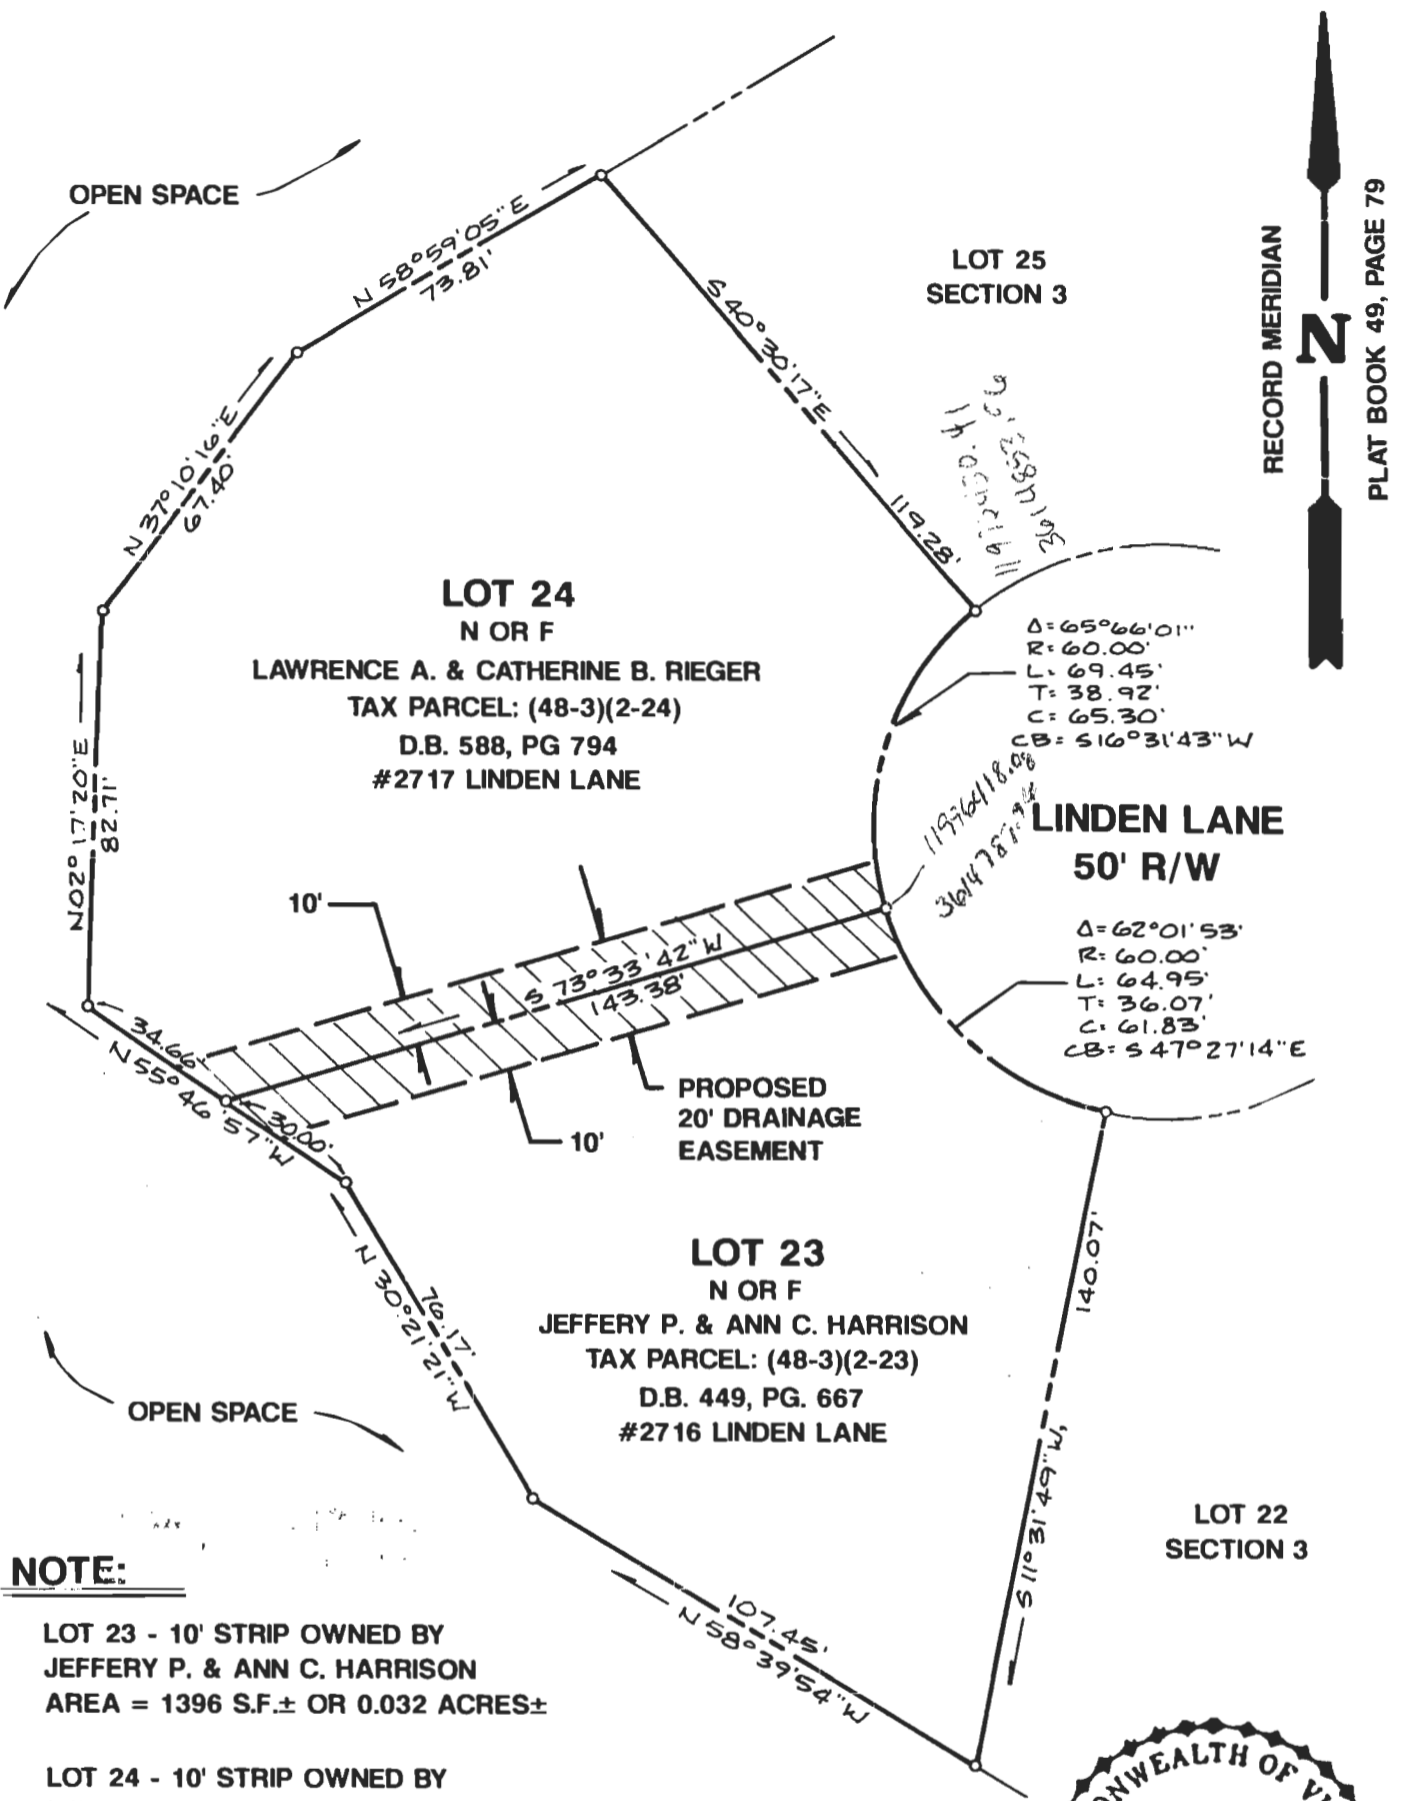 OPEN SPACE
N 58°59'05"E
73.81'
LOT 25
SECTION 3
RECORD MERIDIAN
N
PLAT BOOK 49, PAGE 79
S 40°30'17"E
119.28'
N 37°10'16"E
67.40'
LOT 24
N OR F
LAWRENCE A. & CATHERINE B. RIEGER
TAX PARCEL: (48-3)(2-24)
D.B. 588, PG 794
#2717 LINDEN LANE
Δ=65°66'01"
R: 60.00'
L: 69.45'
T: 38.92'
C: 65.30'
CB= S16°31'43"W
N02°17'20"E
82.71'
LINDEN LANE
50' R/W
10'
S 73°33'42"W
143.38'
Δ=62°01'53'
R: 60.00'
L: 64.95'
T: 36.07'
C: 61.83'
CB= S47°27'14"E
34.66'
N 55°46'57"W
30.00'
PROPOSED
20' DRAINAGE
EASEMENT
10'
140.07'
S 11°31'49"W
LOT 23
N OR F
JEFFERY P. & ANN C. HARRISON
TAX PARCEL: (48-3)(2-23)
D.B. 449, PG. 667
#2716 LINDEN LANE
76.17'
N 30°21'21"W
OPEN SPACE
LOT 22
SECTION 3
107.45'
N 58°39'54"W
NOTE:
LOT 23 - 10' STRIP OWNED BY
JEFFERY P. & ANN C. HARRISON
AREA = 1396 S.F.± OR 0.032 ACRES±
LOT 24 - 10' STRIP OWNED BY
ONWEALTH OF VI